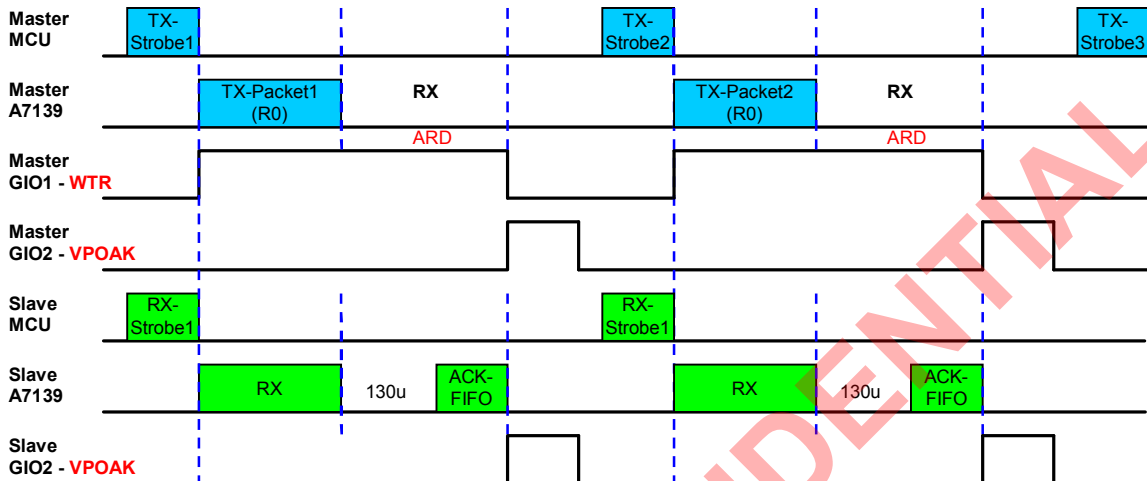 Master MCU
TX-Strobe1
TX-Strobe2
TX-Strobe3
Master A7139
TX-Packet1 (R0)
RX
TX-Packet2 (R0)
RX
ARD
ARD
Master GIO1 - WTR
Master GIO2 - VPOAK
Slave MCU
RX-Strobe1
RX-Strobe1
Slave A7139
RX
130u
ACK-FIFO
RX
130u
ACK-FIFO
Slave GIO2 - VPOAK
NDENTIAL